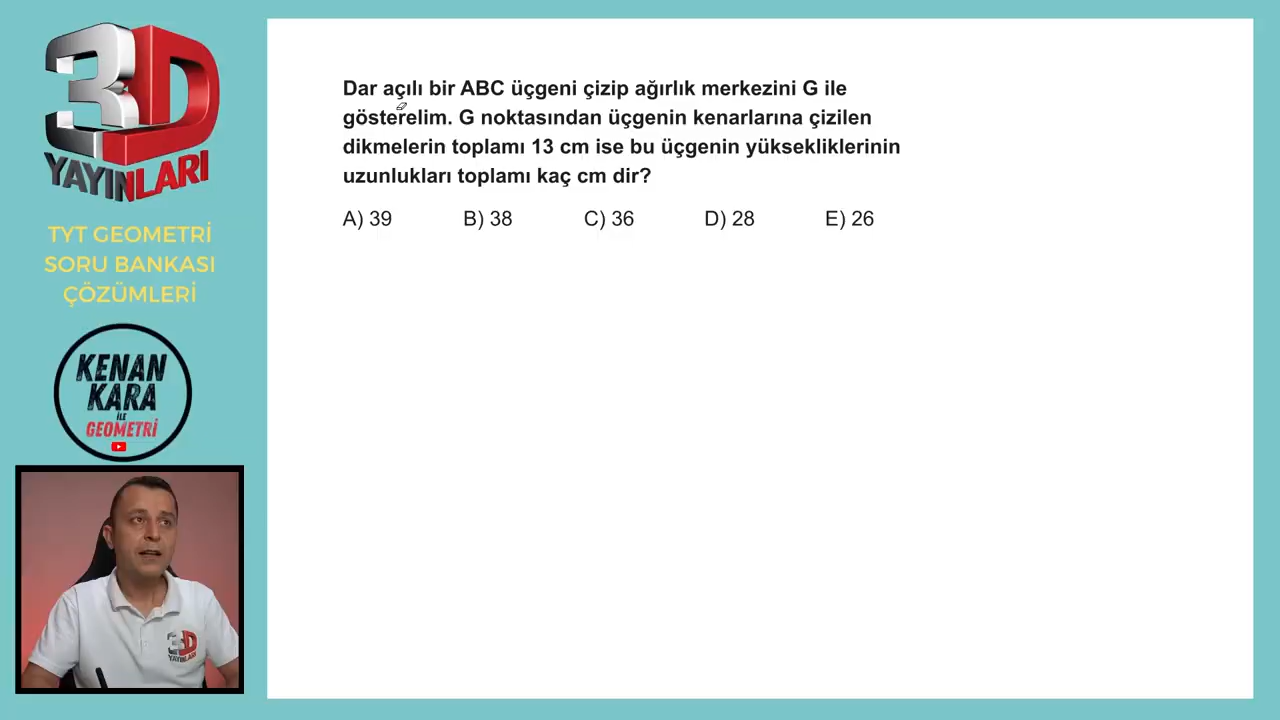 3D
YAYINLARI
TYT GEOMETRİ
SORU BANKASI
ÇÖZÜMLERİ
KENAN
KARA
İLE
GEOMETRİ
3D
YAYINLARI
Dar açılı bir ABC üçgeni çizip ağırlık merkezini G ile
gösterelim. G noktasından üçgenin kenarlarına çizilen
dikmelerin toplamı 13 cm ise bu üçgenin yüksekliklerinin
uzunlukları toplamı kaç cm dir?
A) 39 B) 38 C) 36 D) 28 E) 26